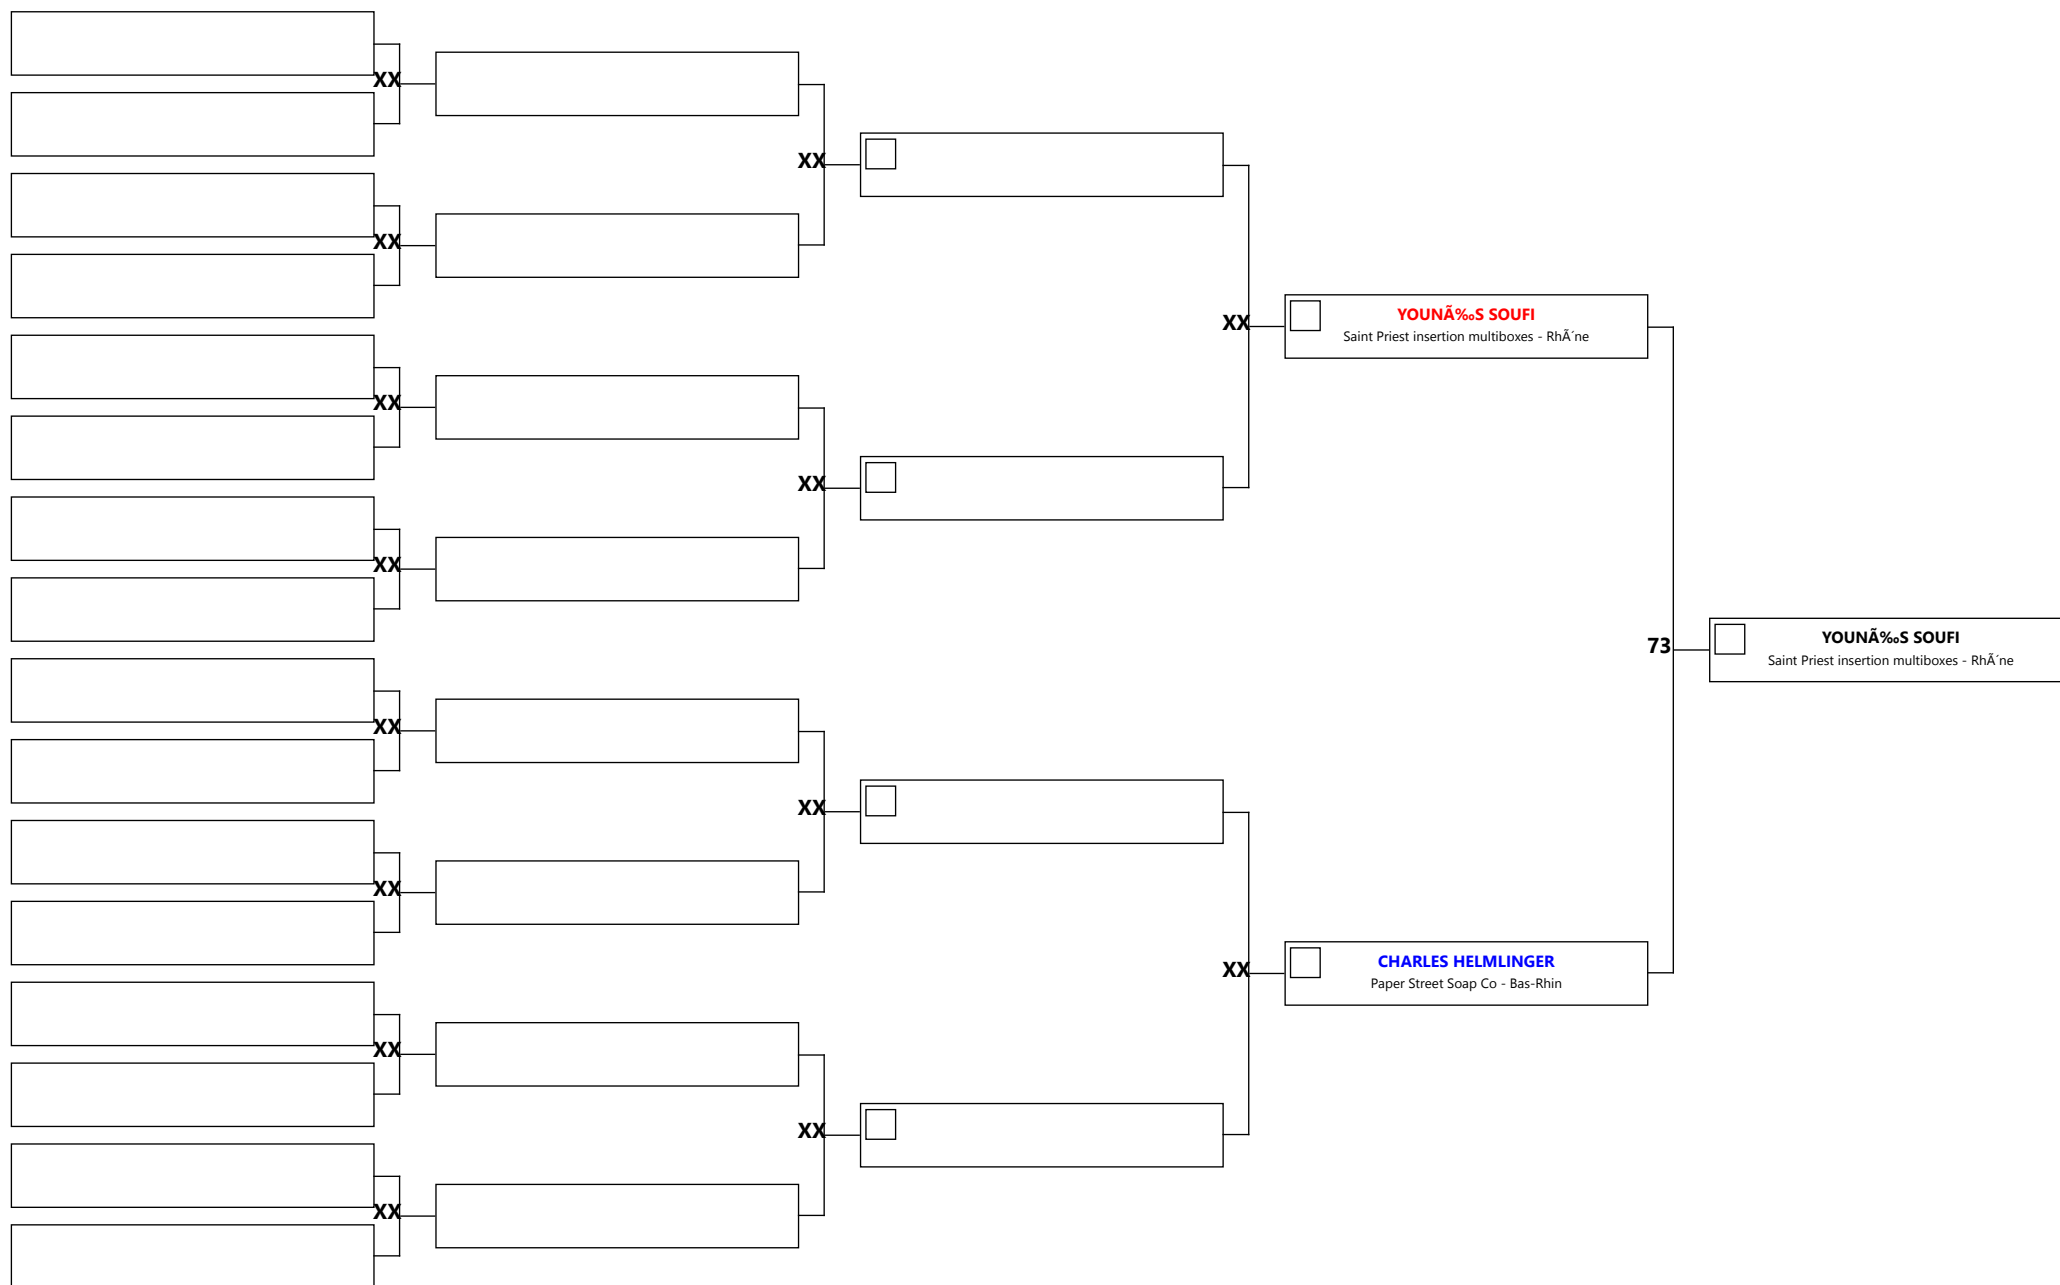 XX
XX
XX
XX
XX
XX
XX
XX
XX
XX
XX
XX
XX
YOUNÃ‰S SOUFI
Saint Priest insertion multiboxes - RhÃ´ne
XX
CHARLES HELMLINGER
Paper Street Soap Co - Bas-Rhin
73
YOUNÃ‰S SOUFI
Saint Priest insertion multiboxes - RhÃ´ne